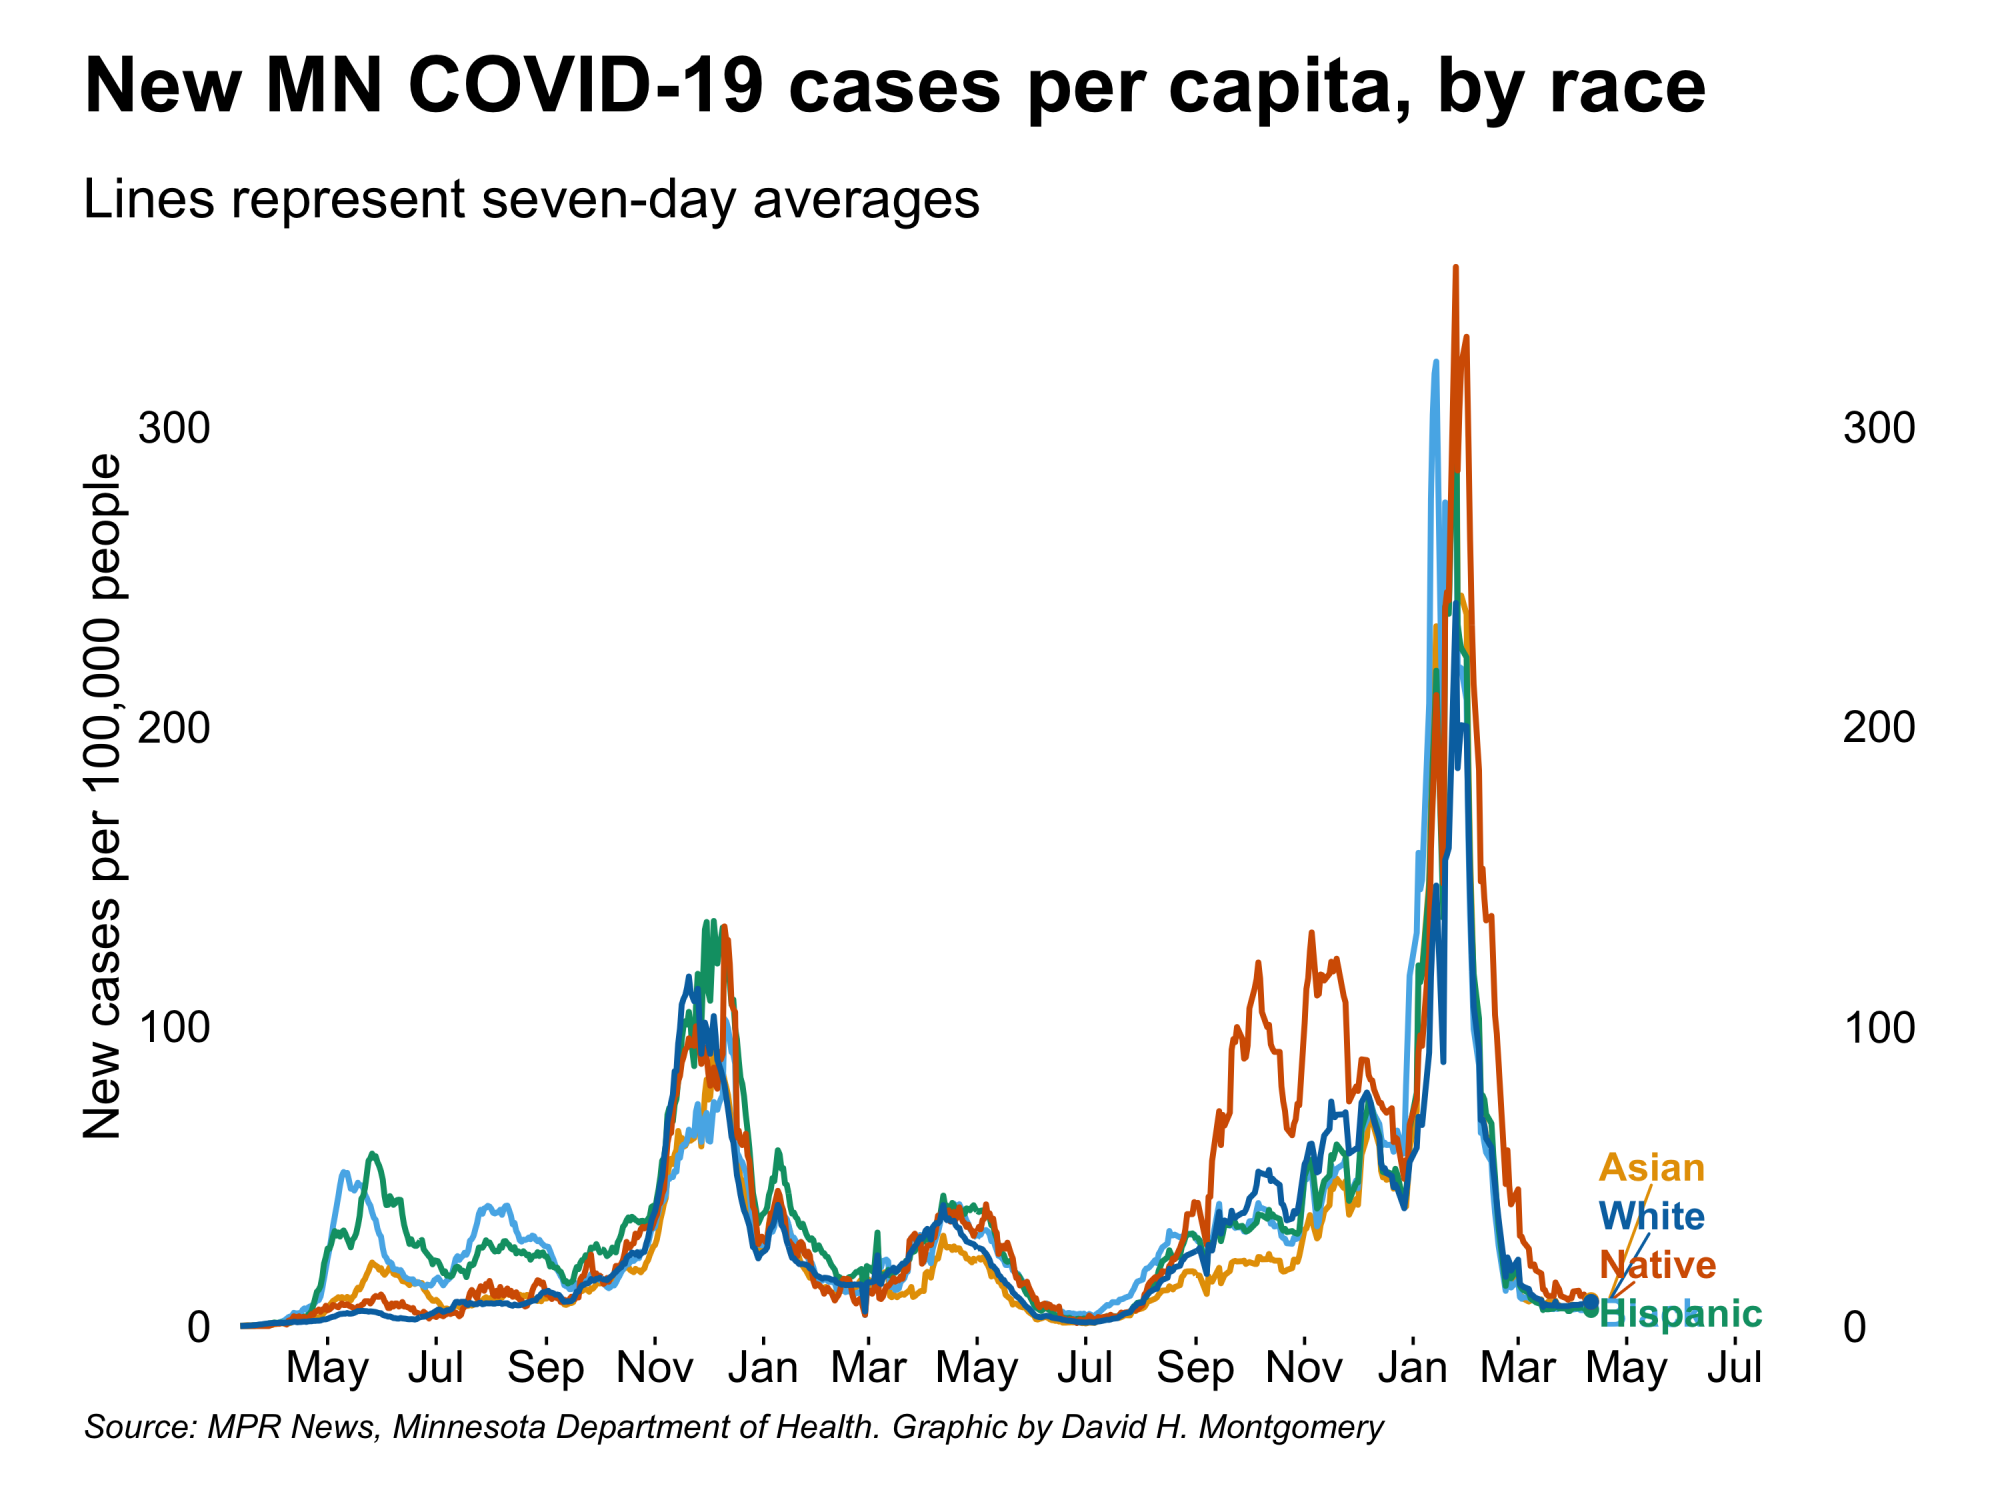 New MN COVID-19 cases per capita, by race
Lines represent seven-day averages
New cases per 100,000 people
300
300
200
200
100
100
0
0
Asian
White
Native
Hispanic
May
Jul
Sep
Nov
Jan
Mar
May
Jul
Sep
Nov
Jan
Mar
May
Jul
Source: MPR News, Minnesota Department of Health. Graphic by David H. Montgomery